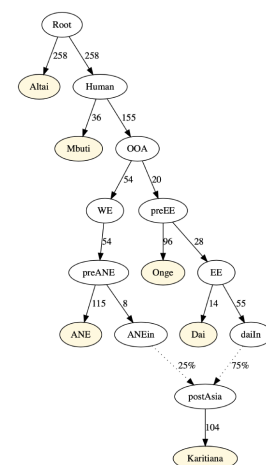 Root
258 258
Altai Human
36 155
Mbuti OOA
54 20
WE preEE
54 96 28
preANE Onge EE
115 8 14 55
ANE ANEin Dai daiIn
25% 75%
postAsia
104
Karitiana